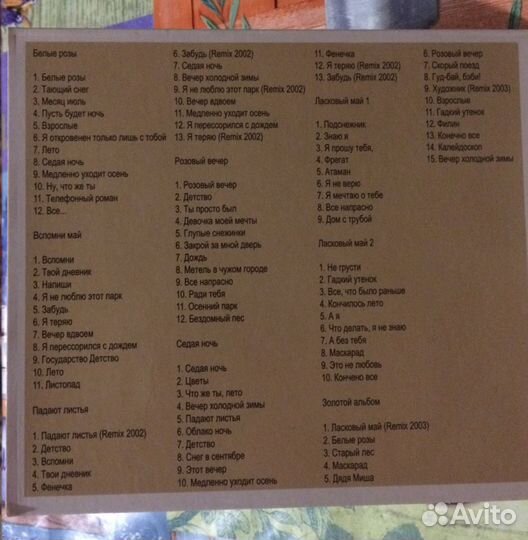 Белые розы
1. Белые розы
2. Тающий снег
3. Месяц июль
4. Пусть будет ночь
5. Взрослые
6. Я откровенен только лишь с тобой
7. Лето
8. Седая ночь
9. Медленно уходит осень
10. Ну, что же ты
11. Телефонный роман
12. Все...
Вспомни май
1. Вспомни
2. Твой дневник
3. Напиши
4. Я не люблю этот парк
5. Забудь
6. Я теряю
7. Вечер вдвоем
8. Я перессорился с дождем
9. Государство Детство
10. Лето
11. Листопад
Падают листья
1. Падают листья (Remix 2002)
2. Детство
3. Вспомни
4. Твои дневник
5. Фенечка
6. Забудь (Remix 2002)
7. Седая ночь
8. Вечер холодной зимы
9. Я не люблю этот парк (Remix 2002)
10. Вечер вдвоем
11. Медленно уходит осень
12. Я перессорился с дождем
13. Я теряю (Remix 2002)
Розовый вечер
1. Розовый вечер
2. Детство
3. Ты просто был
4. Девочка моей мечты
5. Глупые снежинки
6. Закрой за мной дверь
7. Дождь
8. Метель в чужом городе
9. Все напрасно
10. Ради тебя
11. Осенний парк
12. Бездомный пес
Седая ночь
1. Седая ночь
2. Цветы
3. Что же ты, лето
4. Вечер холодной зимы
5. Падают листья
6. Облако ночь
7. Детство
8. Снег в сентябре
9. Этот вечер
10. Медленно уходит осень
11. Фенечка
12. Я теряю (Remix 2002)
13. Забудь (Remix 2002)
Ласковый май 1
1. Подснежник
2. Знаю я
3. Я прошу тебя,
4. Фрегат
5. Атаман
6. Я не верю
7. Я мечтаю о тебе
8. Все напрасно
9. Дом с трубой
Ласковый май 2
1. Не грусти
2. Гадкий утенок
3. Все, что было раньше
4. Кончилось лето
5. А я
6. Что делать, я не знаю
7. А без тебя
8. Маскарад
9. Это не любовь
10. Кончено все
Золотой альбом
1. Ласковый май (Remix 2003)
2. Белые розы
3. Старый лес
4. Маскарад
5. Дядя Миша
6. Розовый вечер
7. Скорый поезд
8. Гуд-бай, бэби!
9. Художник (Remix 2003)
10. Взрослые
11. Гадкий утенок
12. Филин
13. Конечно все
14. Калейдоскоп
15. Вечер холодной зимы
Avito